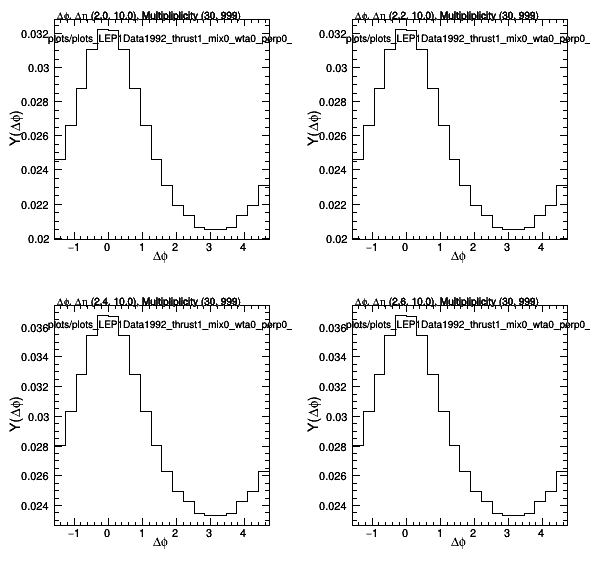 Δφ, Δη (2.0, 10.0), Multipliplicity (30, 999)
plots/plots_LEP1Data1992_thrust1_mix0_wta0_perp0_
0.032
0.03
0.028
0.026
0.024
0.022
0.02
Y(Δφ)
−1 0 1 2 3 4
Δφ
Δφ, Δη (2.2, 10.0), Multipliplicity (30, 999)
plots/plots_LEP1Data1992_thrust1_mix0_wta0_perp0_
0.032
0.03
0.028
0.026
0.024
0.022
0.02
Y(Δφ)
−1 0 1 2 3 4
Δφ
Δφ, Δη (2.4, 10.0), Multipliplicity (30, 999)
plots/plots_LEP1Data1992_thrust1_mix0_wta0_perp0_
0.036
0.034
0.032
0.03
0.028
0.026
0.024
Y(Δφ)
−1 0 1 2 3 4
Δφ
Δφ, Δη (2.6, 10.0), Multipliplicity (30, 999)
plots/plots_LEP1Data1992_thrust1_mix0_wta0_perp0_
0.036
0.034
0.032
0.03
0.028
0.026
0.024
Y(Δφ)
−1 0 1 2 3 4
Δφ